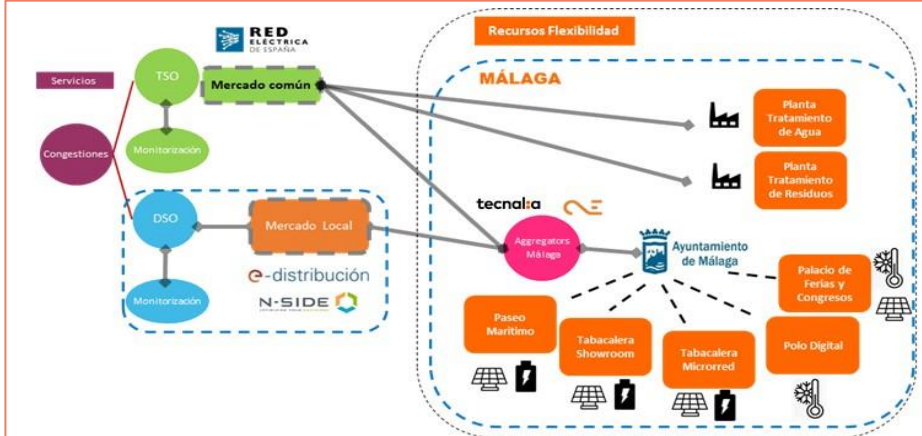 RED
ELÉCTRICA
DE ESPAÑA
Recursos Flexibilidad
Servicios
TSO
Mercado común
MÁLAGA
Planta
Tratamiento
de Agua
Congestiones
Monitorización
Planta
Tratamiento
de Residuos
DSO
Mercado Local
tecnal:a
Aggregators
Málaga
Ayuntamiento
de Málaga
Palacio de
Ferias y
Congresos
Monitorización
e-distribución
N-SIDE
Paseo
Marítimo
Tabacalera
Showroom
Tabacalera
Microrred
Polo Digital